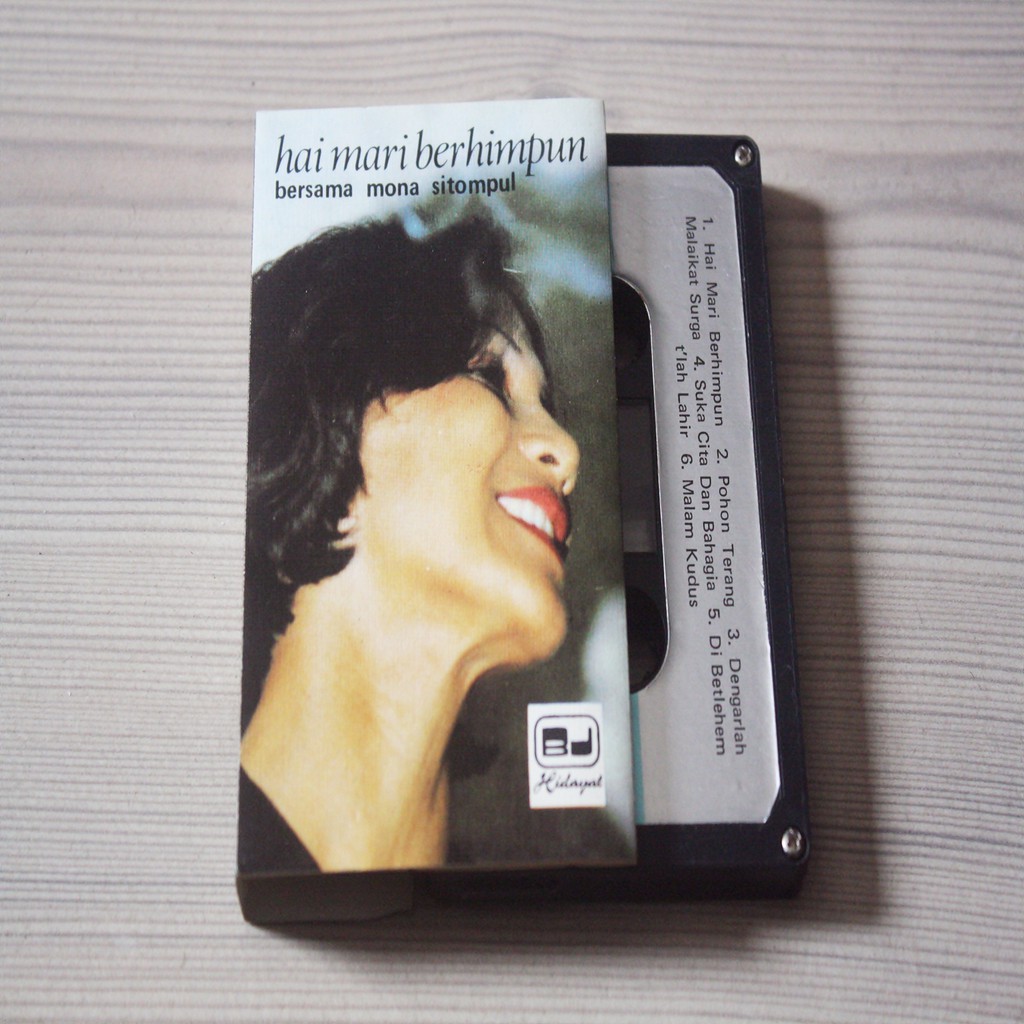 hai mari berhimpun
bersama mona sitompul
BJ
Hidayat
1. Hai Mari Berhimpun 2. Pohon Terang 3. Dengarlah
Malaikat Surga 4. Suka Cita Dan Bahagia 5. Di Betlehem
t'lah Lahir 6. Malam Kudus